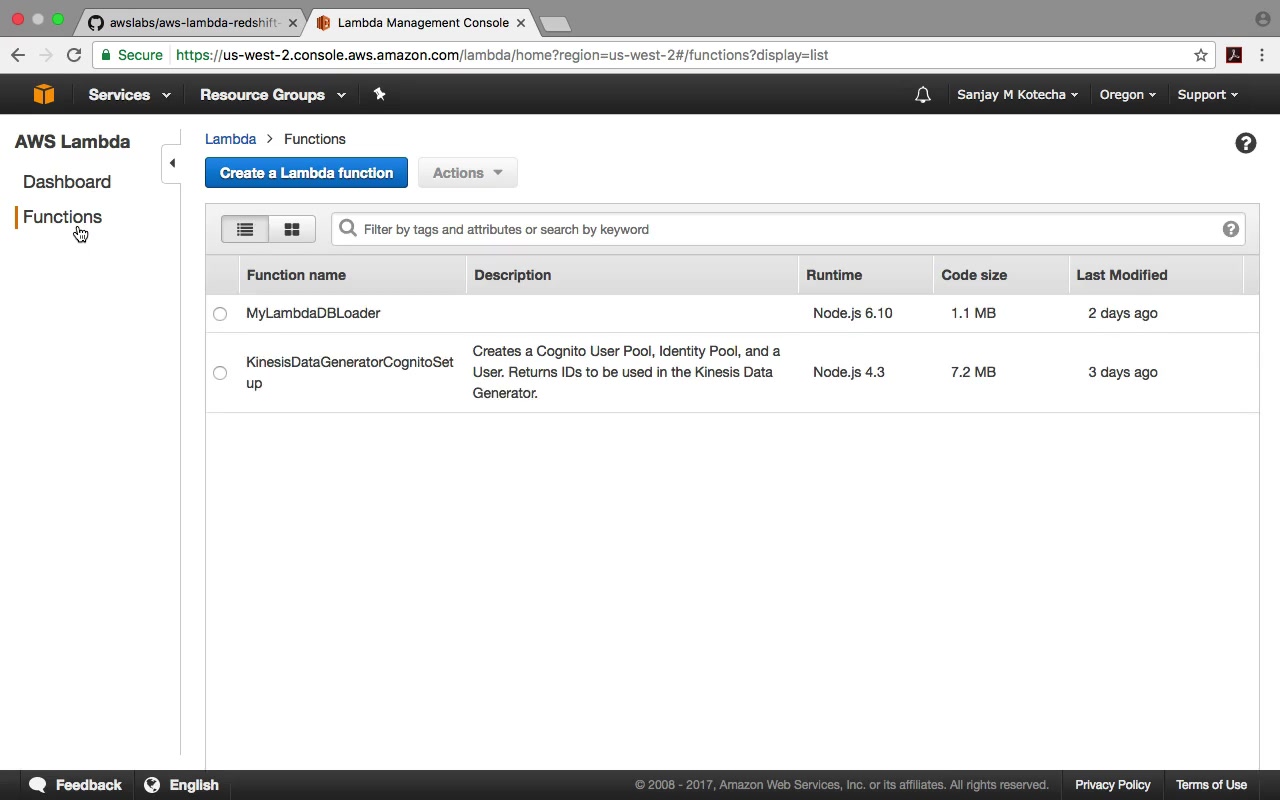 awslabs/aws-lambda-redshift-
Lambda Management Console
Secure
https://us-west-2.console.aws.amazon.com/lambda/home?region=us-west-2#/functions?display=list
Services
Resource Groups
Sanjay M Kotecha
Oregon
Support
AWS Lambda
Dashboard
Functions
Lambda > Functions
Create a Lambda function
Actions
Filter by tags and attributes or search by keyword
Function name
Description
Runtime
Code size
Last Modified
MyLambdaDBLoader
Node.js 6.10
1.1 MB
2 days ago
KinesisDataGeneratorCognitoSet
up
Creates a Cognito User Pool, Identity Pool, and a
User. Returns IDs to be used in the Kinesis Data
Generator.
Node.js 4.3
7.2 MB
3 days ago
Feedback
English
© 2008 - 2017, Amazon Web Services, Inc. or its affiliates. All rights reserved.
Privacy Policy
Terms of Use